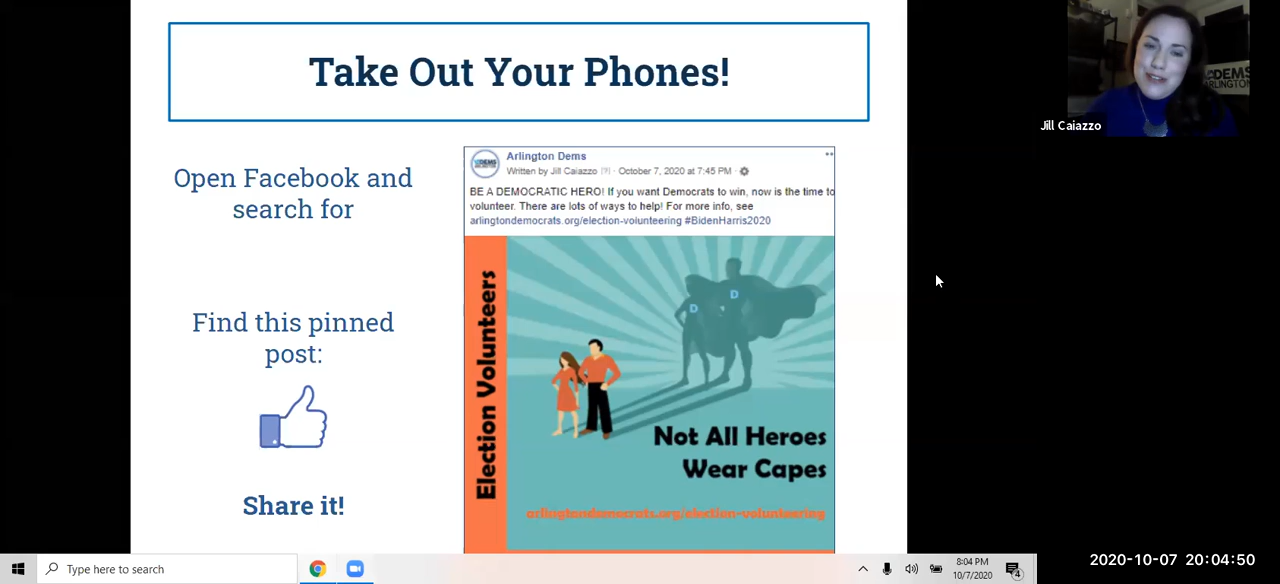 Take Out Your Phones!
Open Facebook and
search for
Find this pinned
post:
Share it!
Arlington Dems
Written by Jill Caiazzo [?] · October 7, 2020 at 7:45 PM ·
BE A DEMOCRATIC HERO! If you want Democrats to win, now is the time to
volunteer. There are lots of ways to help! For more info, see
arlingtondemocrats.org/election-volunteering #BidenHarris2020
Election Volunteers
D
D
Not All Heroes
Wear Capes
arlingtondemocrats.org/election-volunteering
DEMS
ARLINGTON
Jill Caiazzo
Type here to search
8:04 PM
10/7/2020
4
2020-10-07 20:04:50